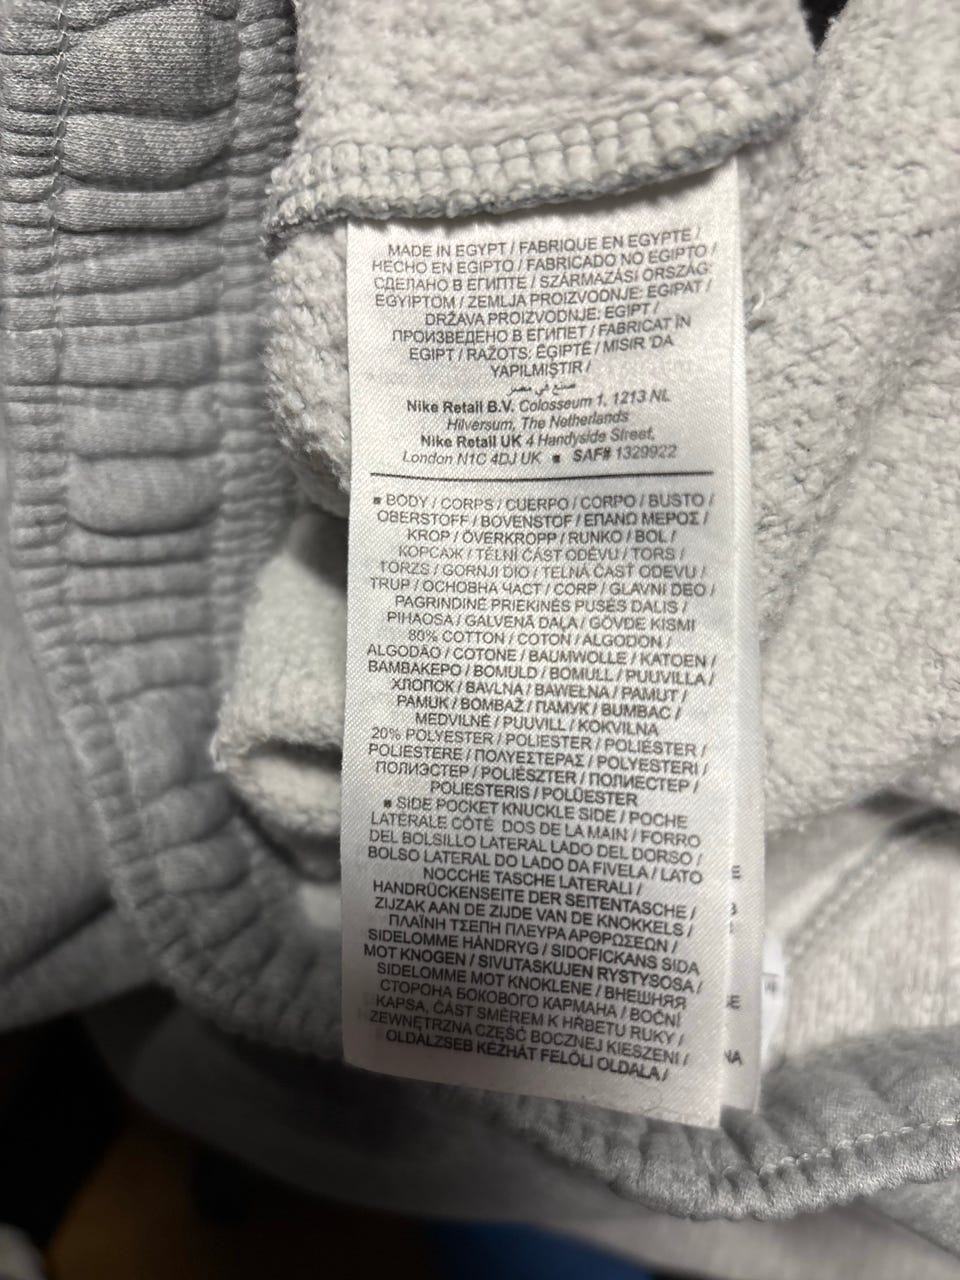 MADE IN EGYPT / FABRIQUE EN EGYPTE /
HECHO EN EGIPTO / FABRICADO NO EGIPTO /
СДЕЛАНО В ЕГИПТЕ / SZÁRMAZÁSI ORSZÁG:
EGYIPTOM / ZEMLJA PROIZVODNJE: EGIPAT /
DRŽAVA PROIZVODNJE: EGIPT /
ПРОИЗВЕДЕНО В ЕГИПЕТ / FABRICAT ÎN
EGIPT / RAŽOTS: ĒĢIPTĒ / MISIR 'DA
YAPILMIŞTIR /
صنع في مصر
Nike Retail B.V. Colosseum 1, 1213 NL
Hilversum, The Netherlands
Nike Retail UK 4 Handyside Street,
London N1C 4DJ UK ■ SAF# 1329922
■ BODY / CORPS / CUERPO / CORPO / BUSTO /
OBERSTOFF / BOVENSTOF / ΕΠΑΝΩ ΜΕΡΟΣ /
KROP / ÖVERKROPP / RUNKO / BOL /
КОРСАЖ / TĚLNÍ ČÁST ODĚVU / TORS /
TÖRZS / GORNJI DIO / TELNÁ ČASŤ ODEVU /
TRUP / ОСНОВНА ЧАСТ / CORP / GLAVNI DEO /
PAGRINDINĖ PRIEKINĖS PUSĖS DALIS /
PIHAOSA / GALVENĀ DAĻA / GÖVDE KISMI
80% COTTON / COTON / ALGODON /
ALGODÃO / COTONE / BAUMWOLLE / KATOEN /
ΒΑΜΒΑΚΕΡΟ / BOMULD / BOMULL / PUUVILLA /
ХЛОПОК / BAVLNA / BAWEŁNA / PAMUT /
PAMUK / BOMBAŽ / ПАМУК / BUMBAC /
MEDVILNĖ / PUUVILL / KOKVILNA
20% POLYESTER / POLIESTER / POLIÉSTER /
POLIESTERE / ΠΟΛΥΕΣΤΕΡΑΣ / POLYESTERI /
ПОЛИЭСТЕР / POLIÉSZTER / ПОЛИЕСТЕР /
POLIESTERIS / POLÜESTER
■ SIDE POCKET KNUCKLE SIDE / POCHE
LATÉRALE CÔTÉ DOS DE LA MAIN / FORRO
DEL BOLSILLO LATERAL LADO DEL DORSO /
BOLSO LATERAL DO LADO DA FIVELA / LATO
NOCCHE TASCHE LATERALI /
HANDRÜCKENSEITE DER SEITENTASCHE /
ZIJZAK AAN DE ZIJDE VAN DE KNOKKELS /
ΠΛΑΪΝΗ ΤΣΕΠΗ ΠΛΕΥΡΑ ΑΡΘΡΩΣΕΩΝ /
SIDELOMME HÅNDRYG / SIDOFICKANS SIDA
MOT KNOGEN / SIVUTASKUJEN RYSTYSOSA /
SIDELOMME MOT KNOKLENE / ВНЕШНЯЯ
СТОРОНА БОКОВОГО КАРМАНА / BOČNÍ
KAPSA, ČÁST SMĚREM K HŘBETU RUKY /
ZEWNĘTRZNA CZĘŚĆ BOCZNEJ KIESZENI /
OLDALZSEB KÉZHÁT FELŐLI OLDALA /